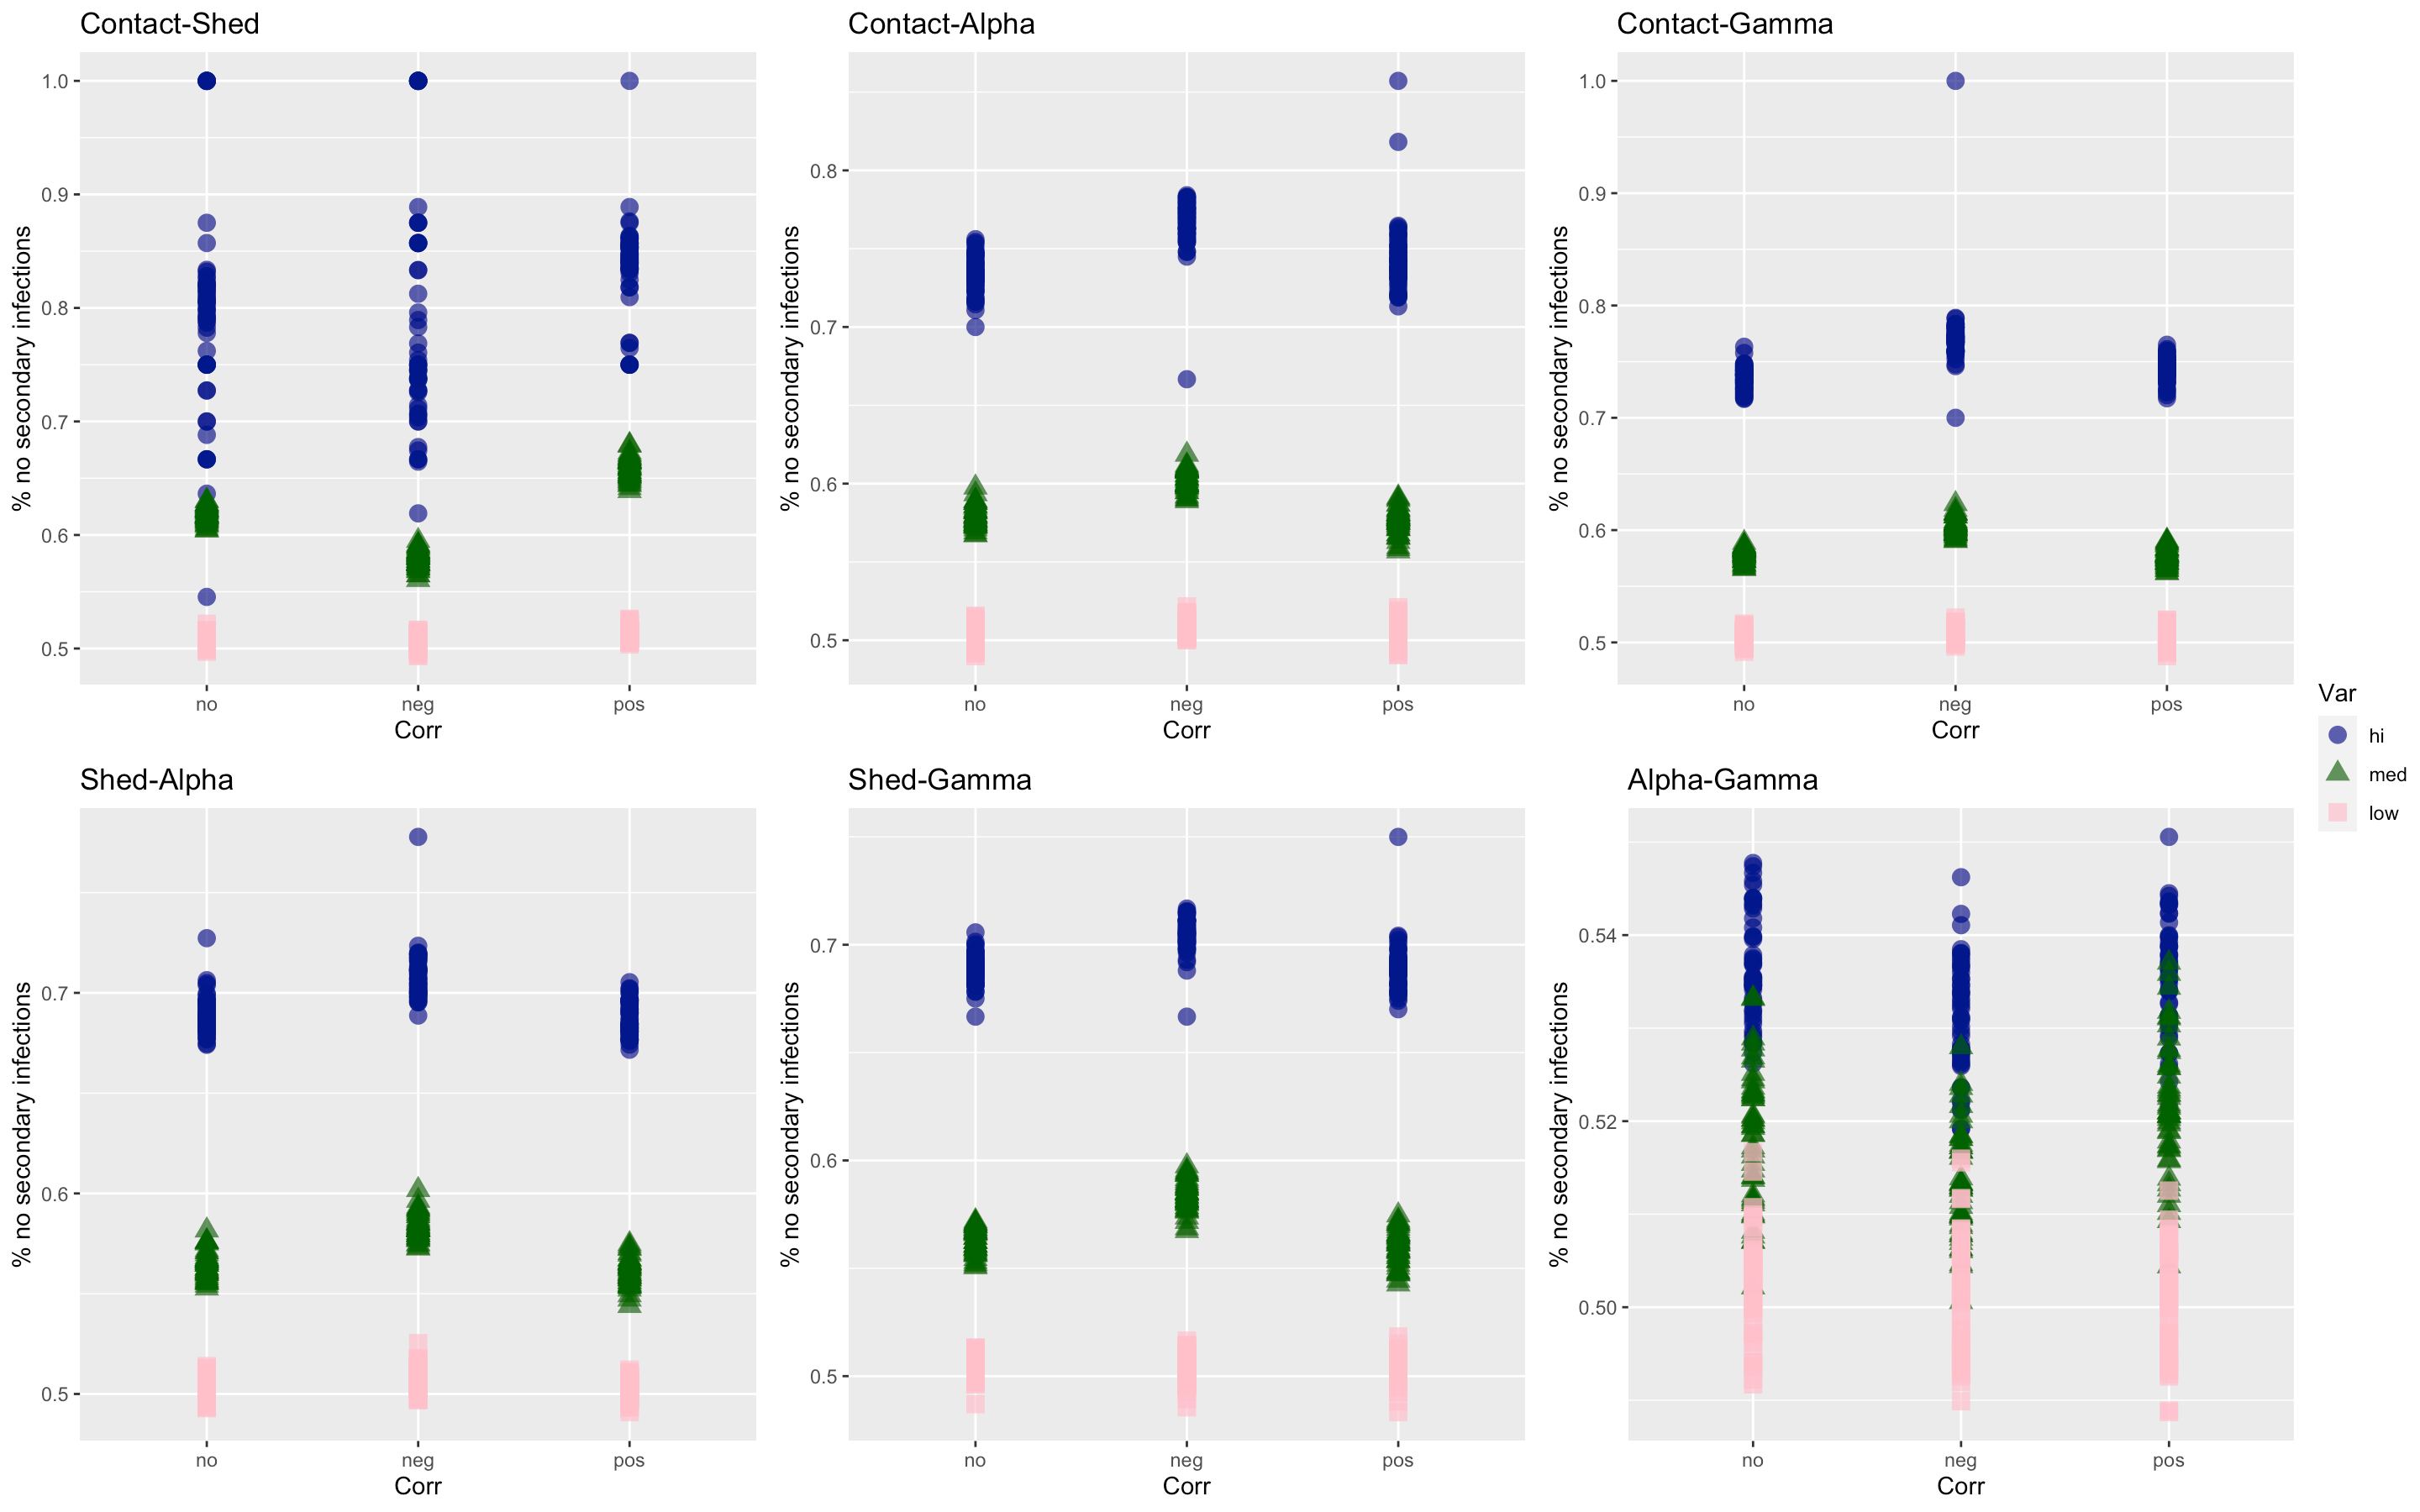 Contact-Shed
% no secondary infections
1.0
0.9
0.8
0.7
0.6
0.5
no neg pos
Corr
Contact-Alpha
% no secondary infections
0.8
0.7
0.6
0.5
no neg pos
Corr
Contact-Gamma
% no secondary infections
1.0
0.9
0.8
0.7
0.6
0.5
no neg pos
Corr
Shed-Alpha
% no secondary infections
0.7
0.6
0.5
no neg pos
Corr
Shed-Gamma
% no secondary infections
0.7
0.6
0.5
no neg pos
Corr
Alpha-Gamma
% no secondary infections
0.54
0.52
0.50
no neg pos
Corr
Var
hi
med
low